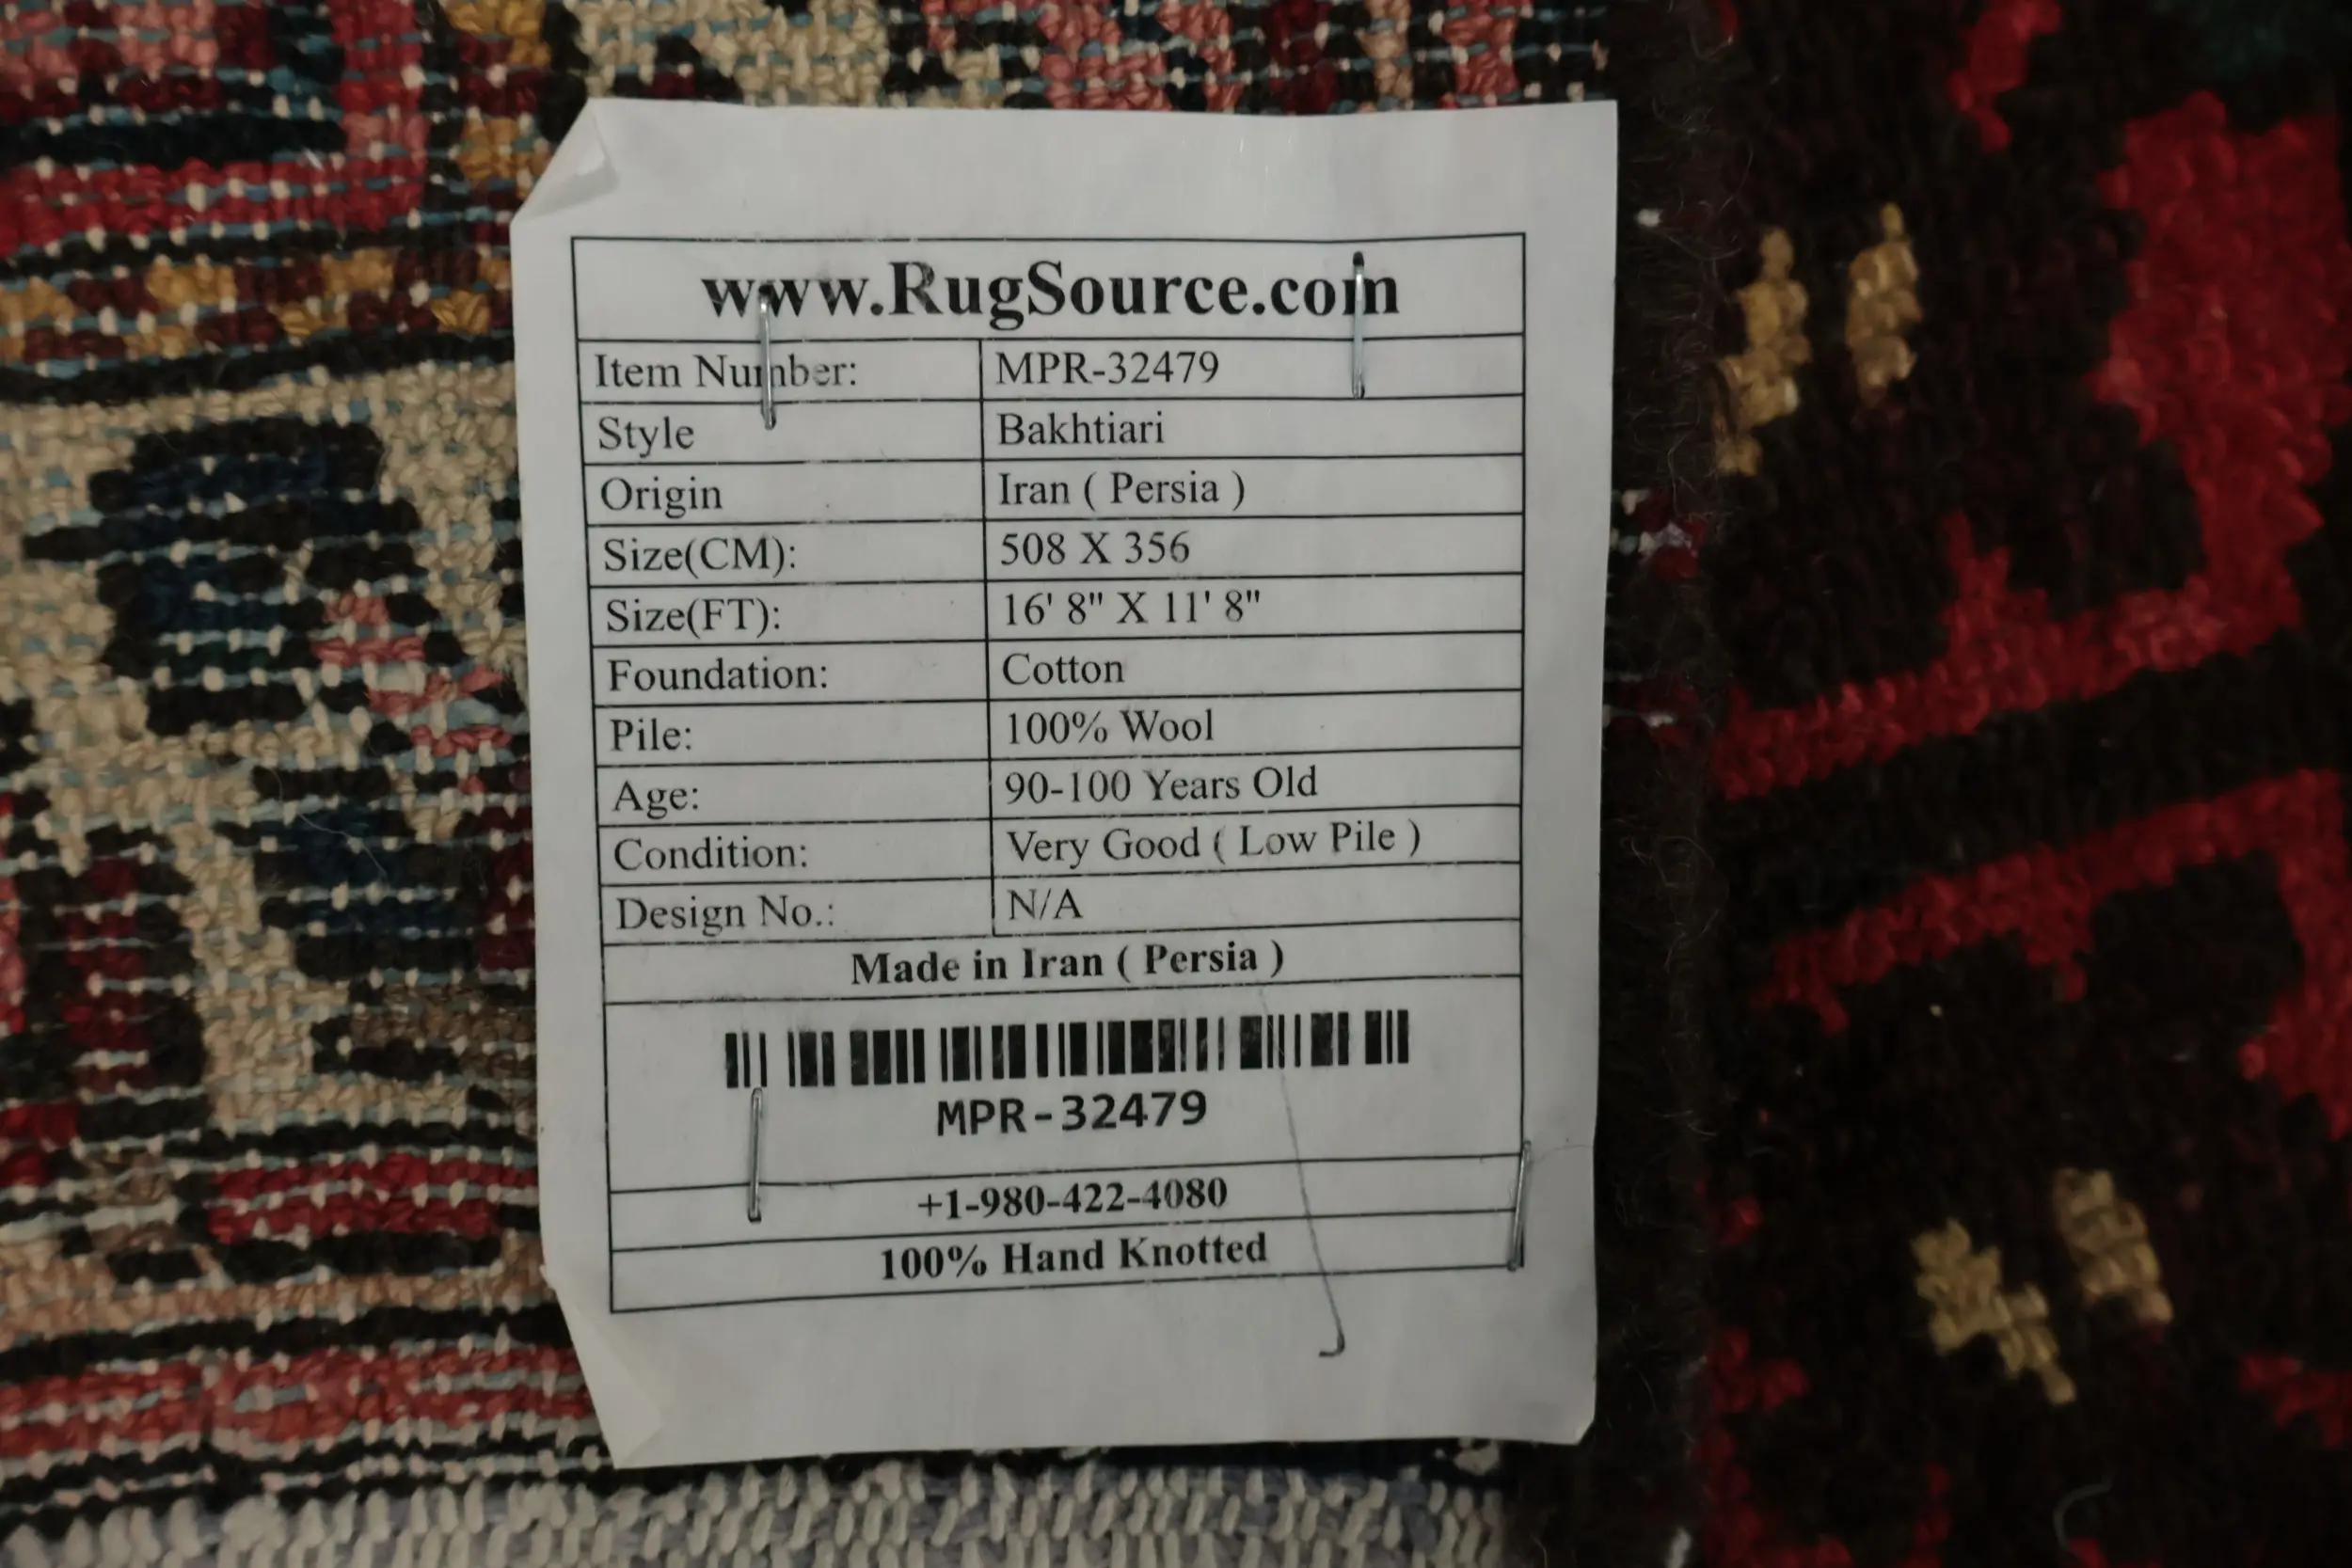 www.RugSource.com
Item Number: MPR-32479
Style Bakhtiari
Origin Iran ( Persia )
Size(CM): 508 X 356
Size(FT): 16' 8" X 11' 8"
Foundation: Cotton
Pile: 100% Wool
Age: 90-100 Years Old
Condition: Very Good ( Low Pile )
Design No.: N/A
Made in Iran ( Persia )
MPR-32479
+1-980-422-4080
100% Hand Knotted